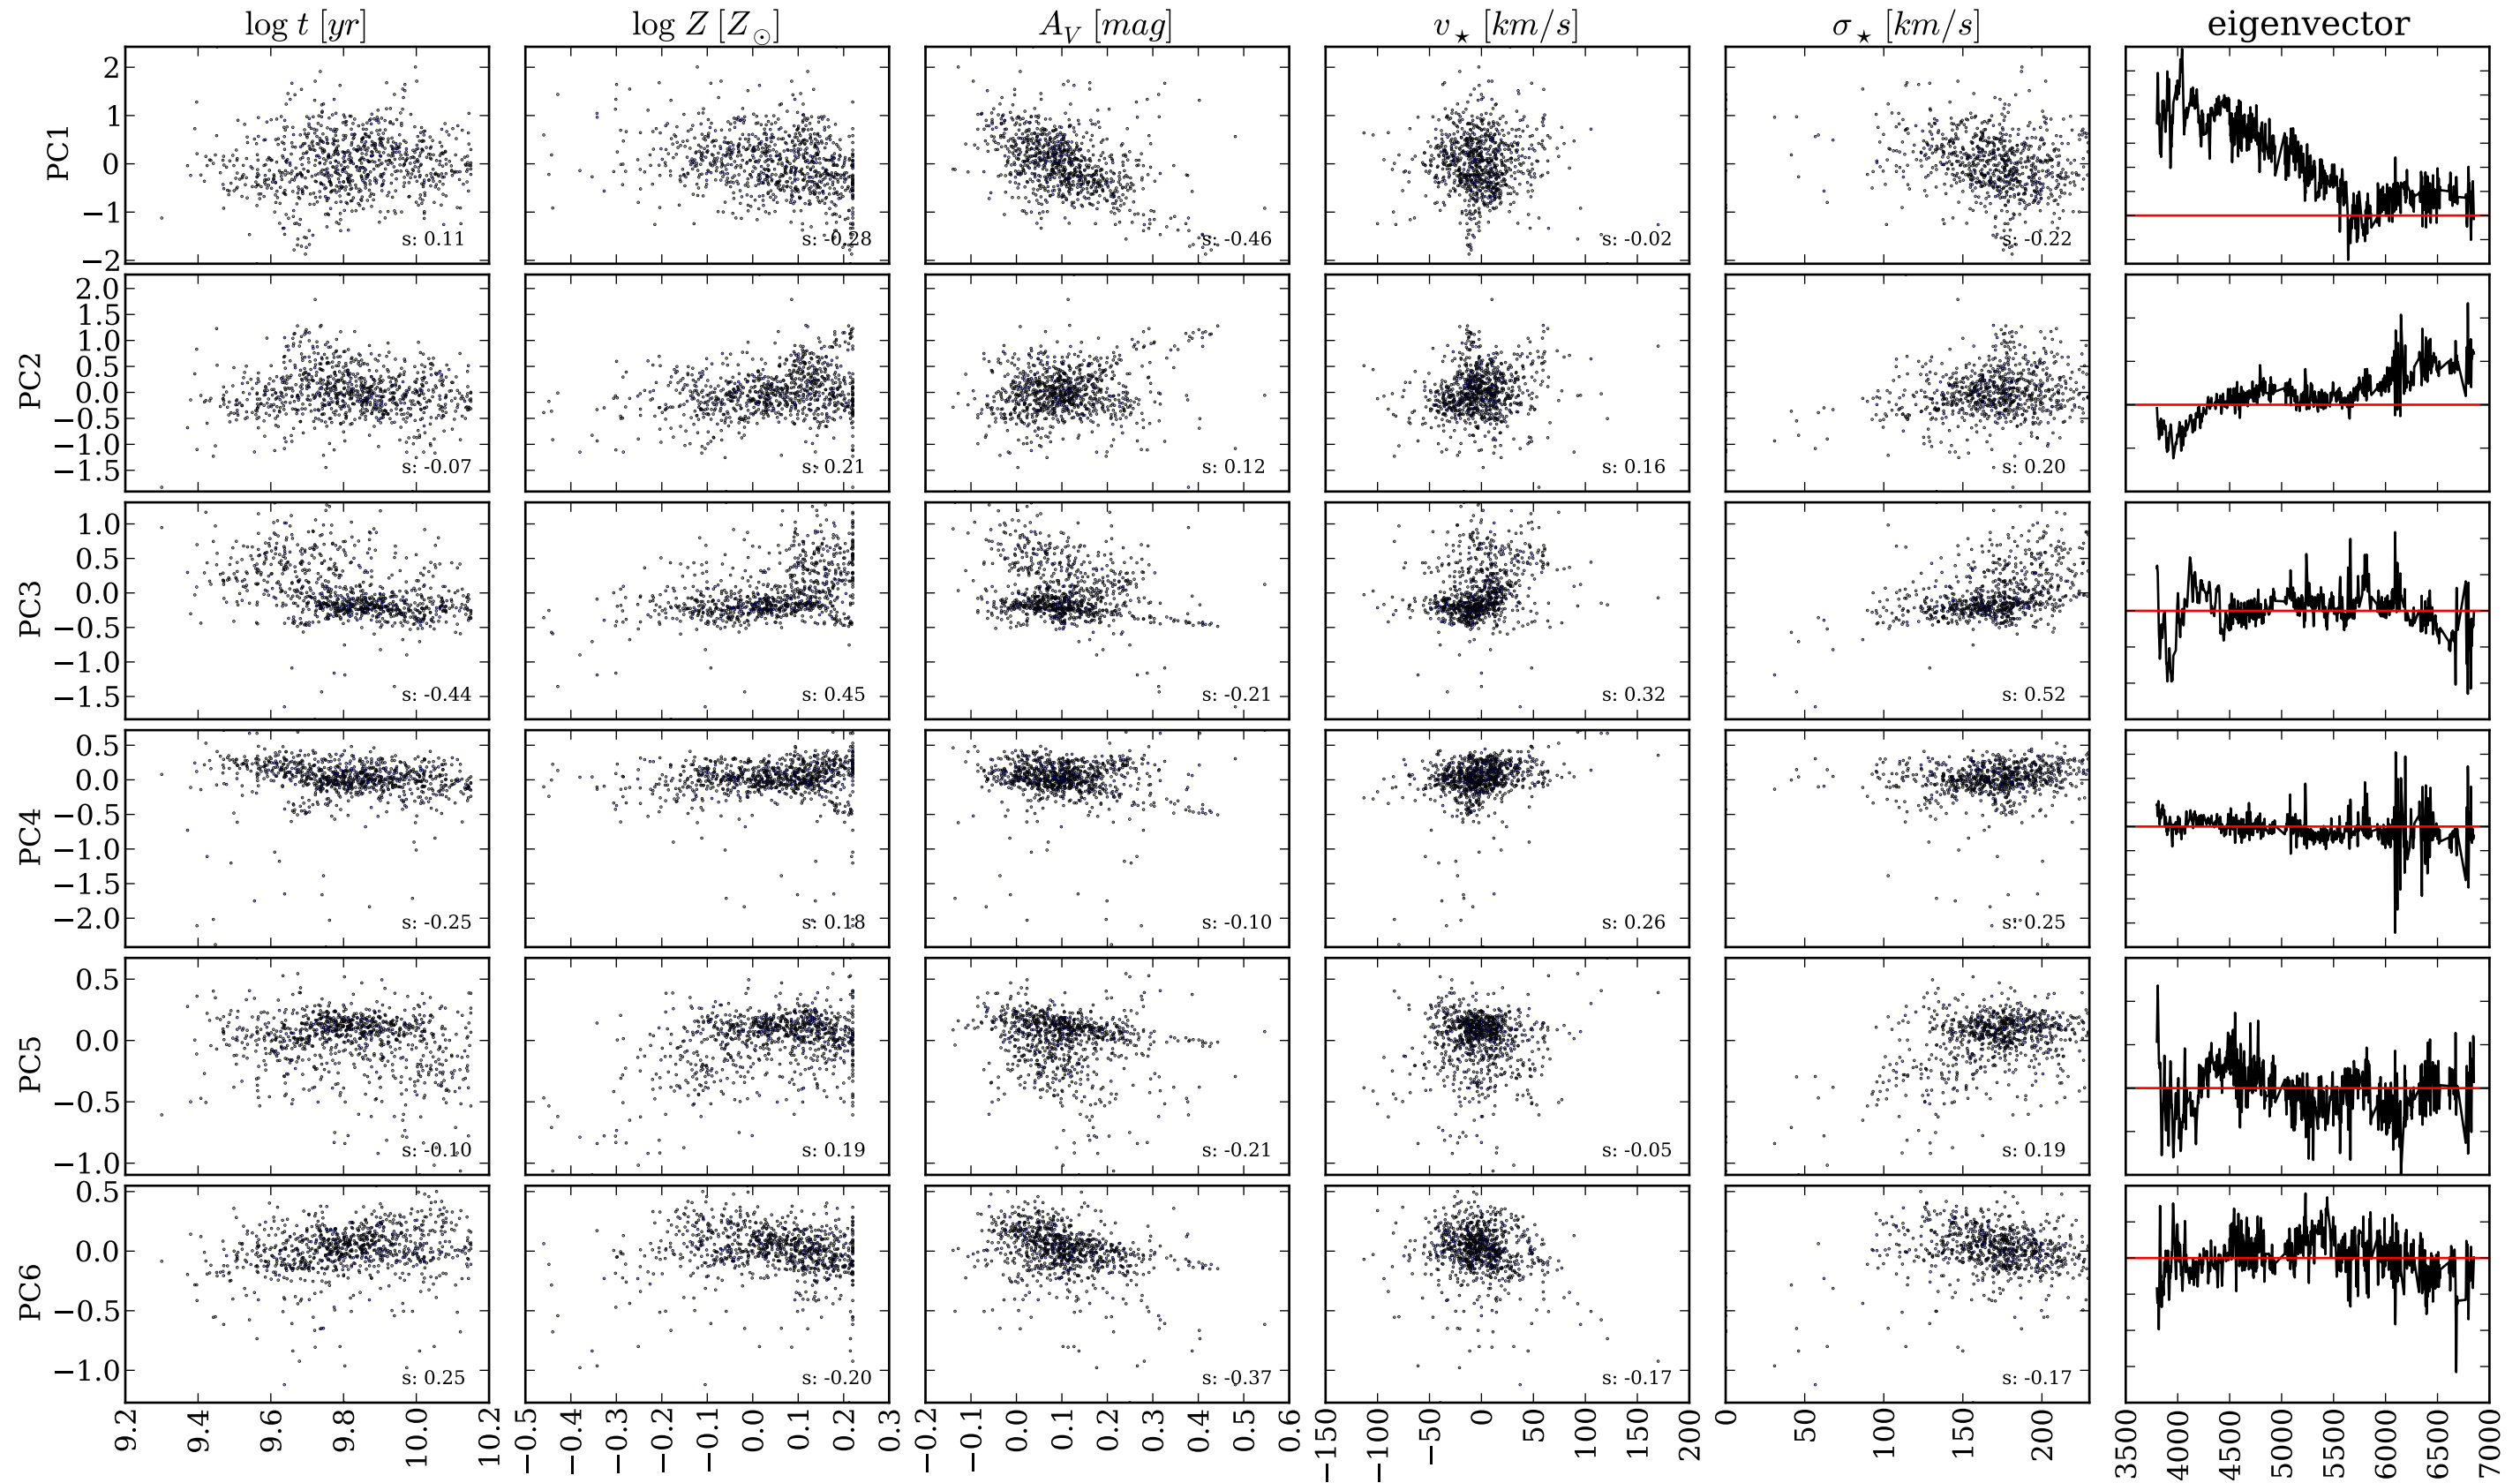 log t [yr] log Z [Z⊙] A_V [mag] v⋆ [km/s] σ⋆ [km/s] eigenvector
PC1
2
1
0
−1
−2
s: 0.11 s: -0.28 s: -0.46 s: -0.02 s: -0.22
PC2
2.0
1.5
1.0
0.5
0.0
−0.5
−1.0
−1.5
s: -0.07 s: 0.21 s: 0.12 s: 0.16 s: 0.20
PC3
1.0
0.5
0.0
−0.5
−1.0
−1.5
s: -0.44 s: 0.45 s: -0.21 s: 0.32 s: 0.52
PC4
0.5
0.0
−0.5
−1.0
−1.5
−2.0
s: -0.25 s: 0.18 s: -0.10 s: 0.26 s: 0.25
PC5
0.5
0.0
−0.5
−1.0
s: -0.10 s: 0.19 s: -0.21 s: -0.05 s: 0.19
PC6
0.5
0.0
−0.5
−1.0
s: 0.25 s: -0.20 s: -0.37 s: -0.17 s: -0.17
9.2 9.4 9.6 9.8 10.0 10.2 −0.5 −0.4 −0.3 −0.2 −0.1 0.0 0.1 0.2 0.3 −0.2 −0.1 0.0 0.1 0.2 0.3 0.4 0.5 0.6 −150 −100 −50 0 50 100 150 200 0 50 100 150 200 3500 4000 4500 5000 5500 6000 6500 7000